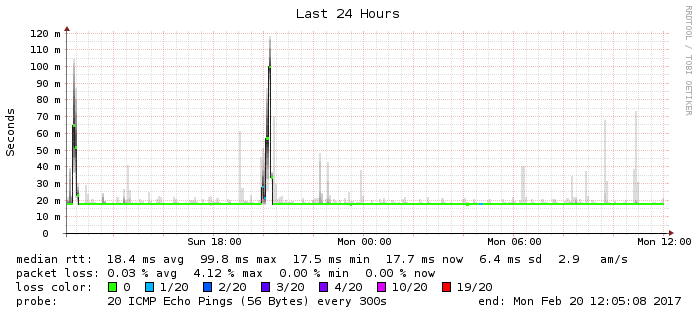 Last 24 Hours
RRDTOOL / TOBI OETIKER
Seconds
120 m
110 m
100 m
90 m
80 m
70 m
60 m
50 m
40 m
30 m
20 m
10 m
0
Sun 18:00 Mon 00:00 Mon 06:00 Mon 12:00
median rtt: 18.4 ms avg 99.8 ms max 17.5 ms min 17.7 ms now 6.4 ms sd 2.9 am/s
packet loss: 0.03 % avg 4.12 % max 0.00 % min 0.00 % now
loss color: 0 1/20 2/20 3/20 4/20 10/20 19/20
probe: 20 ICMP Echo Pings (56 Bytes) every 300s end: Mon Feb 20 12:05:08 2017